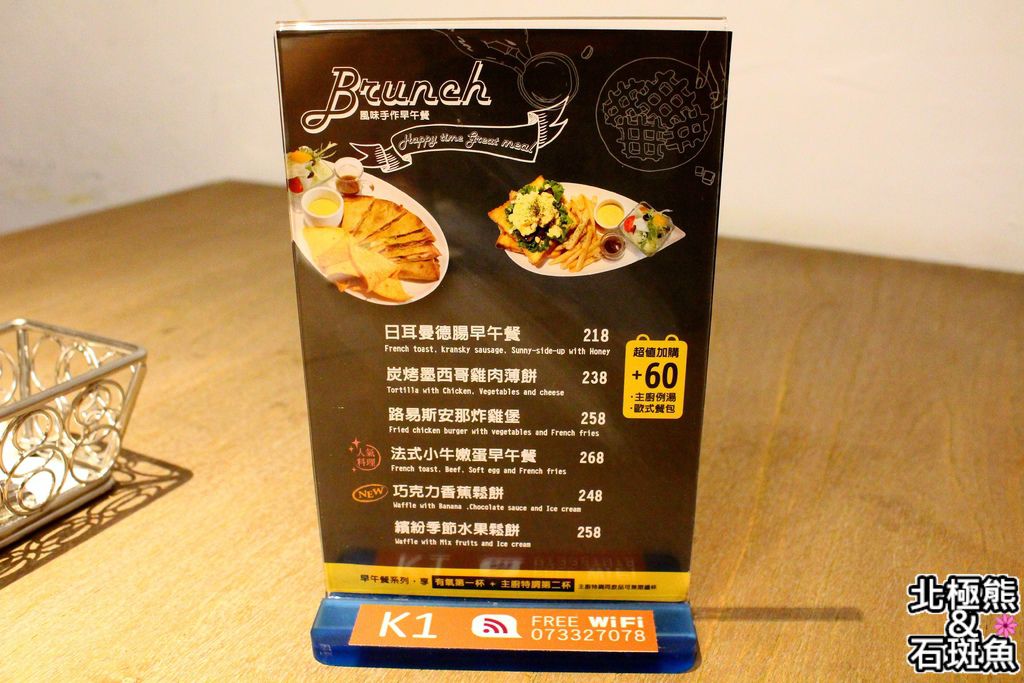 Brunch
風味手作早午餐
Happy time Great meal
日耳曼德腸早午餐 218
French toast, kransky sausage, Sunny-side-up with Honey
炭烤墨西哥雞肉薄餅 238
Tortilla with Chicken, Vegetables and cheese
路易斯安那炸雞堡 258
Fried chicken burger with vegetables and French fries
人氣料理
法式小牛嫩蛋早午餐 268
French toast, Beef, Soft egg and French fries
NEW
巧克力香蕉鬆餅 248
Waffle with Banana ,Chocolate sauce and Ice cream
繽紛季節水果鬆餅 258
Waffle with Mix fruits and Ice cream
超值加購
+60
·主廚例湯
·歐式餐包
早午餐系列·享 有氧第一杯 + 主廚特調第二杯
K1
FREE WiFi
073327078
北極熊
&
石斑魚